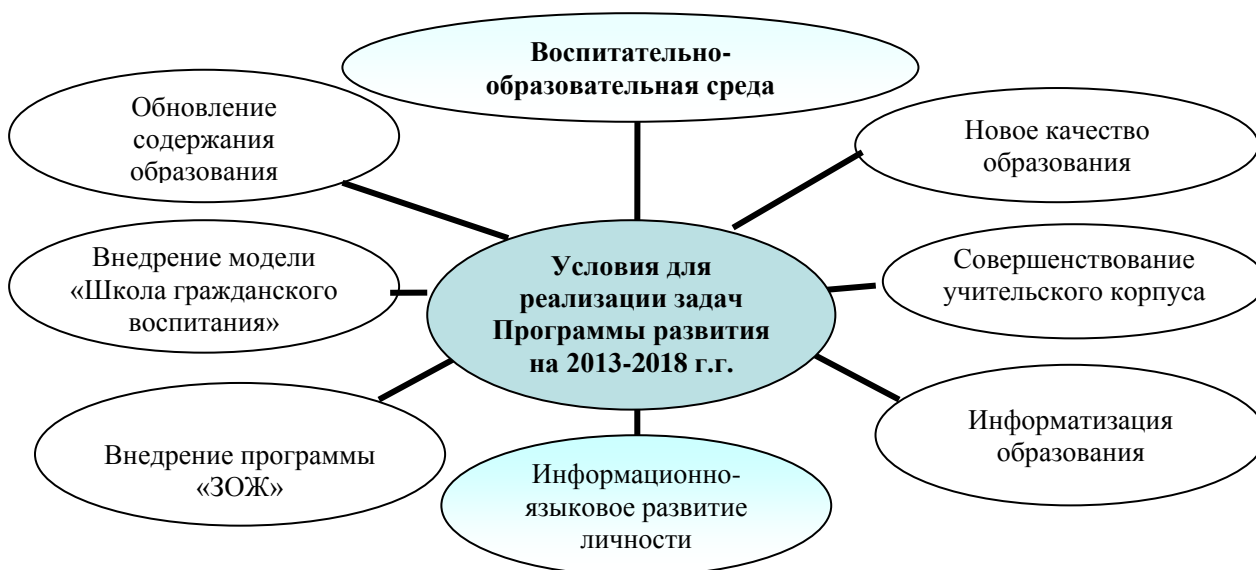 Воспитательно-
образовательная среда
Обновление
содержания
образования
Новое качество
образования
Внедрение модели
«Школа гражданского
воспитания»
Условия для
реализации задач
Программы развития
на 2013-2018 г.г.
Совершенствование
учительского корпуса
Внедрение программы
«ЗОЖ»
Информационно-
языковое развитие
личности
Информатизация
образования